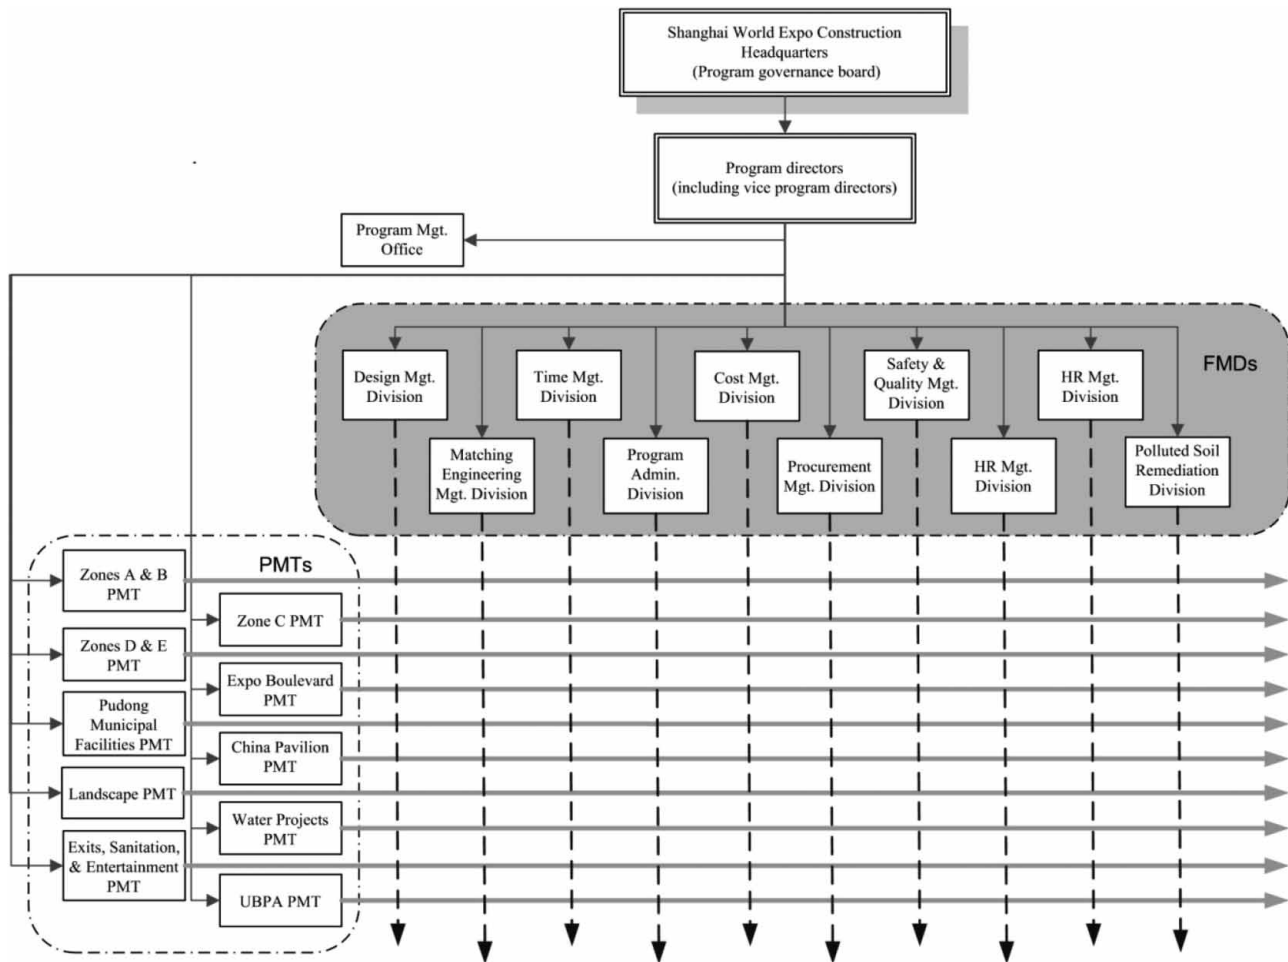 Shanghai World Expo Construction
Headquarters
(Program governance board)
Program directors
(including vice program directors)
Program Mgt.
Office
FMDs
Design Mgt.
Division
Time Mgt.
Division
Cost Mgt.
Division
Safety &
Quality Mgt.
Division
HR Mgt.
Division
Matching
Engineering
Mgt. Division
Program
Admin.
Division
Procurement
Mgt. Division
HR Mgt.
Division
Polluted Soil
Remediation
Division
PMTs
Zones A & B
PMT
Zone C PMT
Zones D & E
PMT
Expo Boulevard
PMT
Pudong
Municipal
Facilities PMT
China Pavilion
PMT
Landscape PMT
Water Projects
PMT
Exits, Sanitation,
& Entertainment
PMT
UBPA PMT